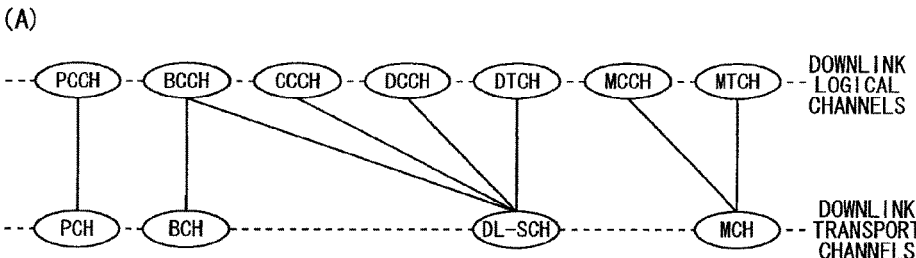 (A)
PCCH BCCH CCCH DCCH DTCH MCCH MTCH
DOWNLINK
LOGICAL
CHANNELS
PCH BCH DL-SCH MCH
DOWNLINK
TRANSPORT
CHANNELS